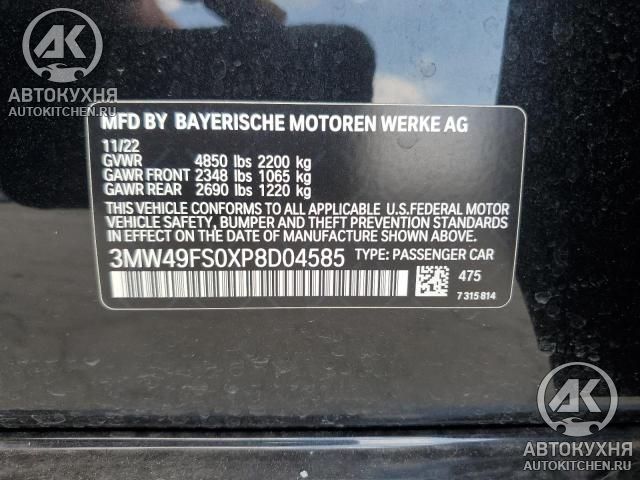 АК
АВТОКУХНЯ
AUTOKITCHEN.RU
MFD BY BAYERISCHE MOTOREN WERKE AG
11/22
GVWR 4850 lbs 2200 kg
GAWR FRONT 2348 lbs 1065 kg
GAWR REAR 2690 lbs 1220 kg
THIS VEHICLE CONFORMS TO ALL APPLICABLE U.S.FEDERAL MOTOR
VEHICLE SAFETY, BUMPER AND THEFT PREVENTION STANDARDS
IN EFFECT ON THE DATE OF MANUFACTURE SHOWN ABOVE.
3MW49FS0XP8D04585 TYPE: PASSENGER CAR
475
7 315 814
АК
АВТОКУХНЯ
AUTOKITCHEN.RU